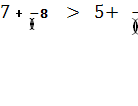 7 + −8 > 5+ −